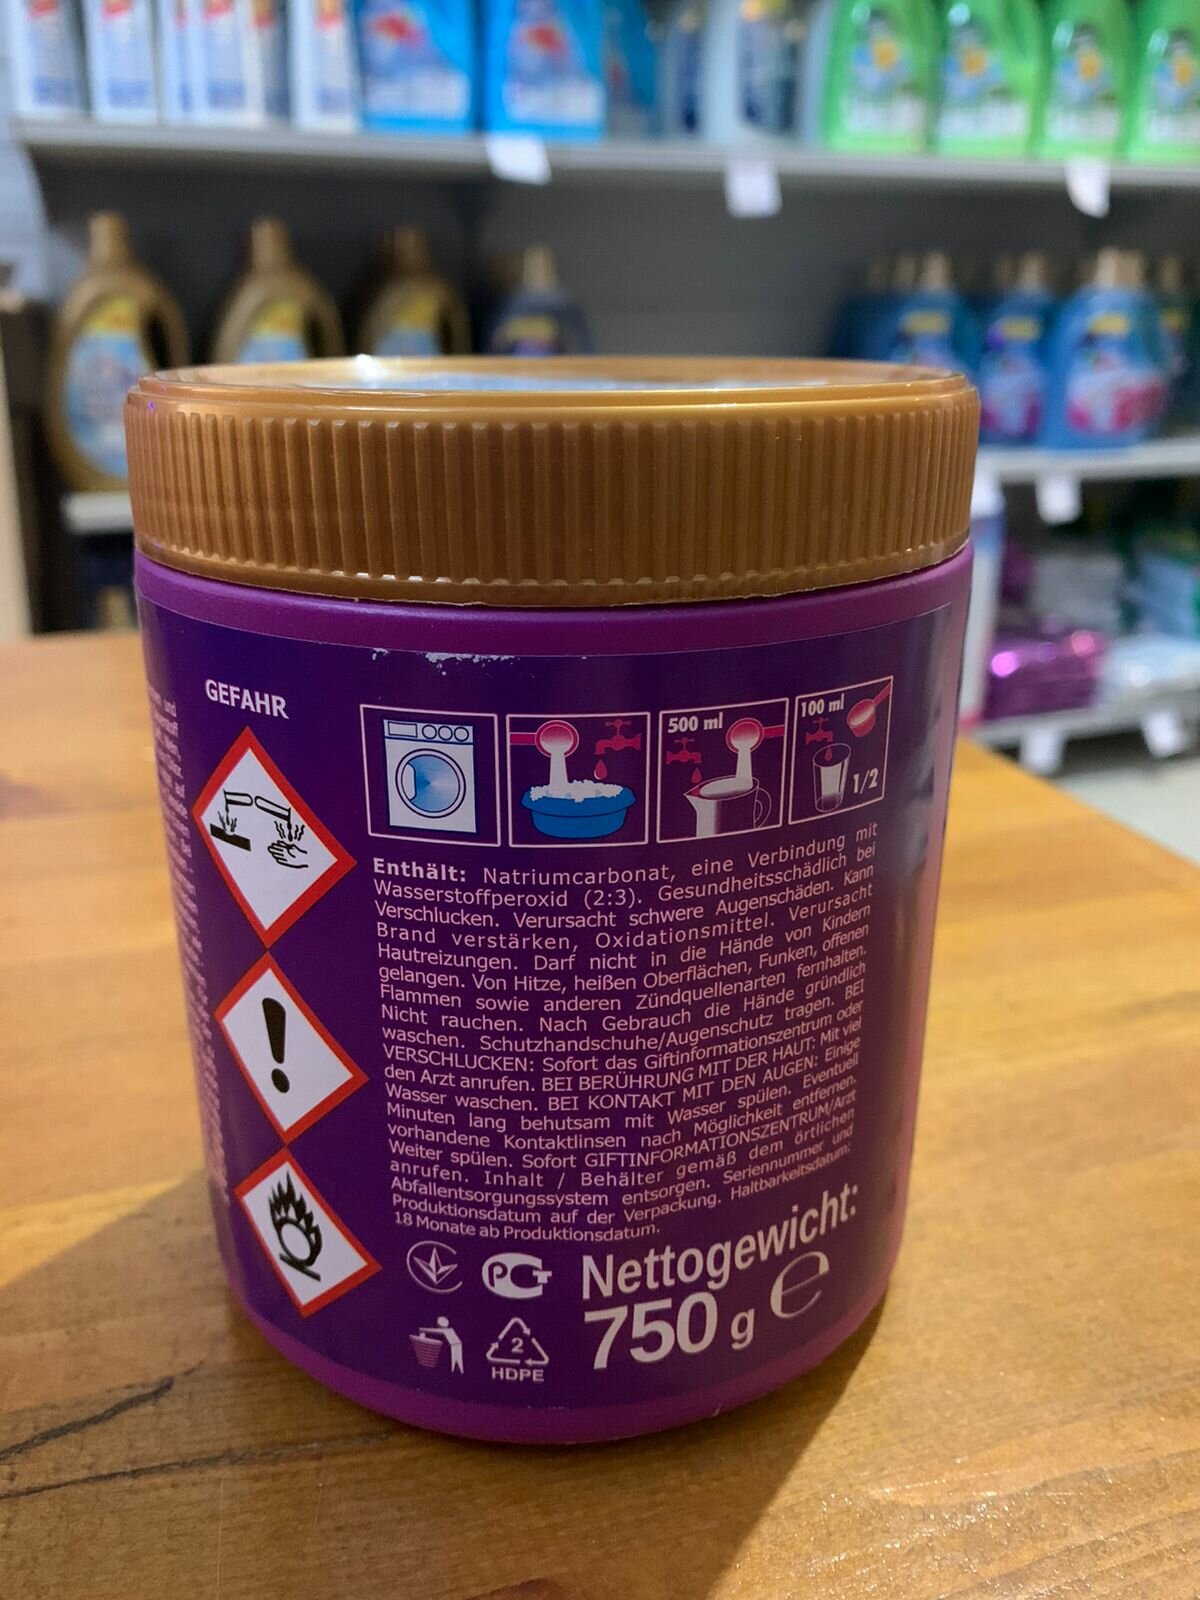 GEFAHR
500 ml
100 ml
1/2
Enthält: Natriumcarbonat, eine Verbindung mit
Wasserstoffperoxid (2:3). Gesundheitsschädlich bei
Verschlucken. Verursacht schwere Augenschäden. Kann
Brand verstärken, Oxidationsmittel. Verursacht
Hautreizungen. Darf nicht in die Hände von Kindern
gelangen. Von Hitze, heißen Oberflächen, Funken, offenen
Flammen sowie anderen Zündquellenarten fernhalten.
Nicht rauchen. Nach Gebrauch die Hände gründlich
waschen. Schutzhandschuhe/Augenschutz tragen. BEI
VERSCHLUCKEN: Sofort das Giftinformationszentrum oder
den Arzt anrufen. BEI BERÜHRUNG MIT DER HAUT: Mit viel
Wasser waschen. BEI KONTAKT MIT DEN AUGEN: Einige
Minuten lang behutsam mit Wasser spülen. Eventuell
vorhandene Kontaktlinsen nach Möglichkeit entfernen.
Weiter spülen. Sofort GIFTINFORMATIONSZENTRUM/Arzt
anrufen. Inhalt / Behälter gemäß dem örtlichen
Abfallentsorgungssystem entsorgen. Seriennummer und
Produktionsdatum auf der Verpackung. Haltbarkeitsdatum:
18 Monate ab Produktionsdatum.
Nettogewicht:
750 g e
PCT
2
HDPE